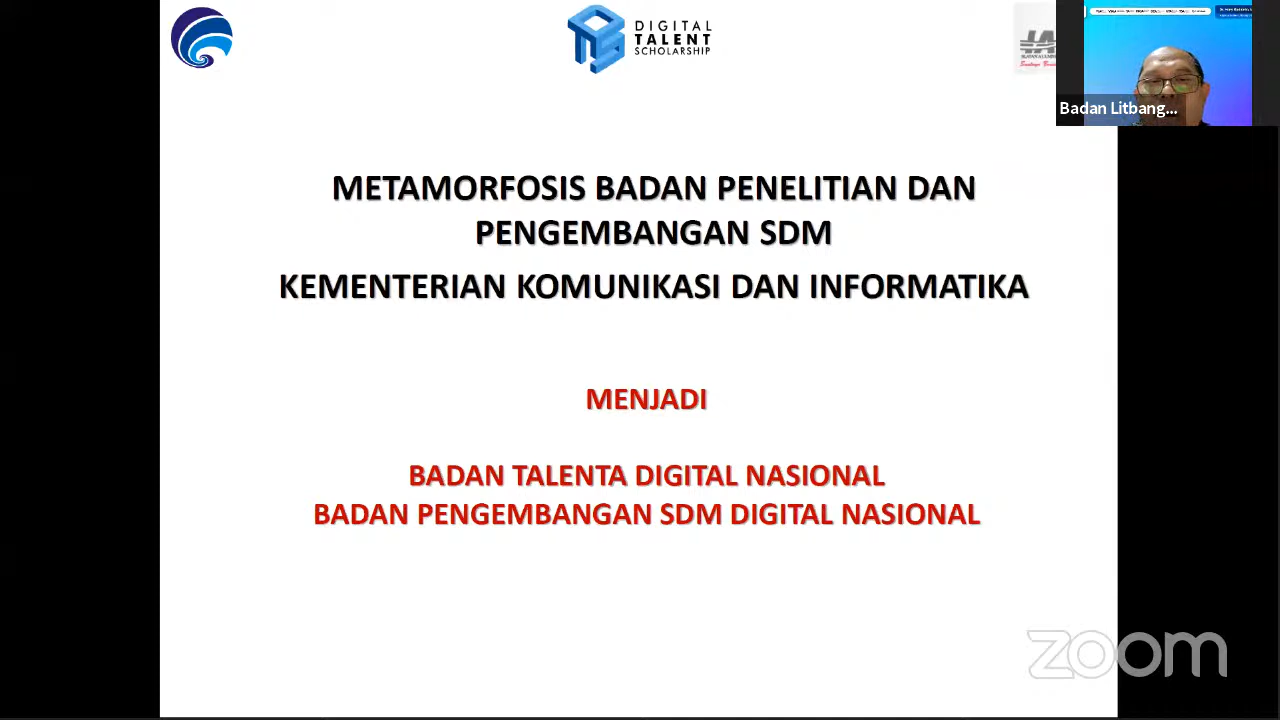 DIGITAL
TALENT
SCHOLARSHIP
Badan Litbang...
METAMORFOSIS BADAN PENELITIAN DAN
PENGEMBANGAN SDM
KEMENTERIAN KOMUNIKASI DAN INFORMATIKA
MENJADI
BADAN TALENTA DIGITAL NASIONAL
BADAN PENGEMBANGAN SDM DIGITAL NASIONAL
zoom